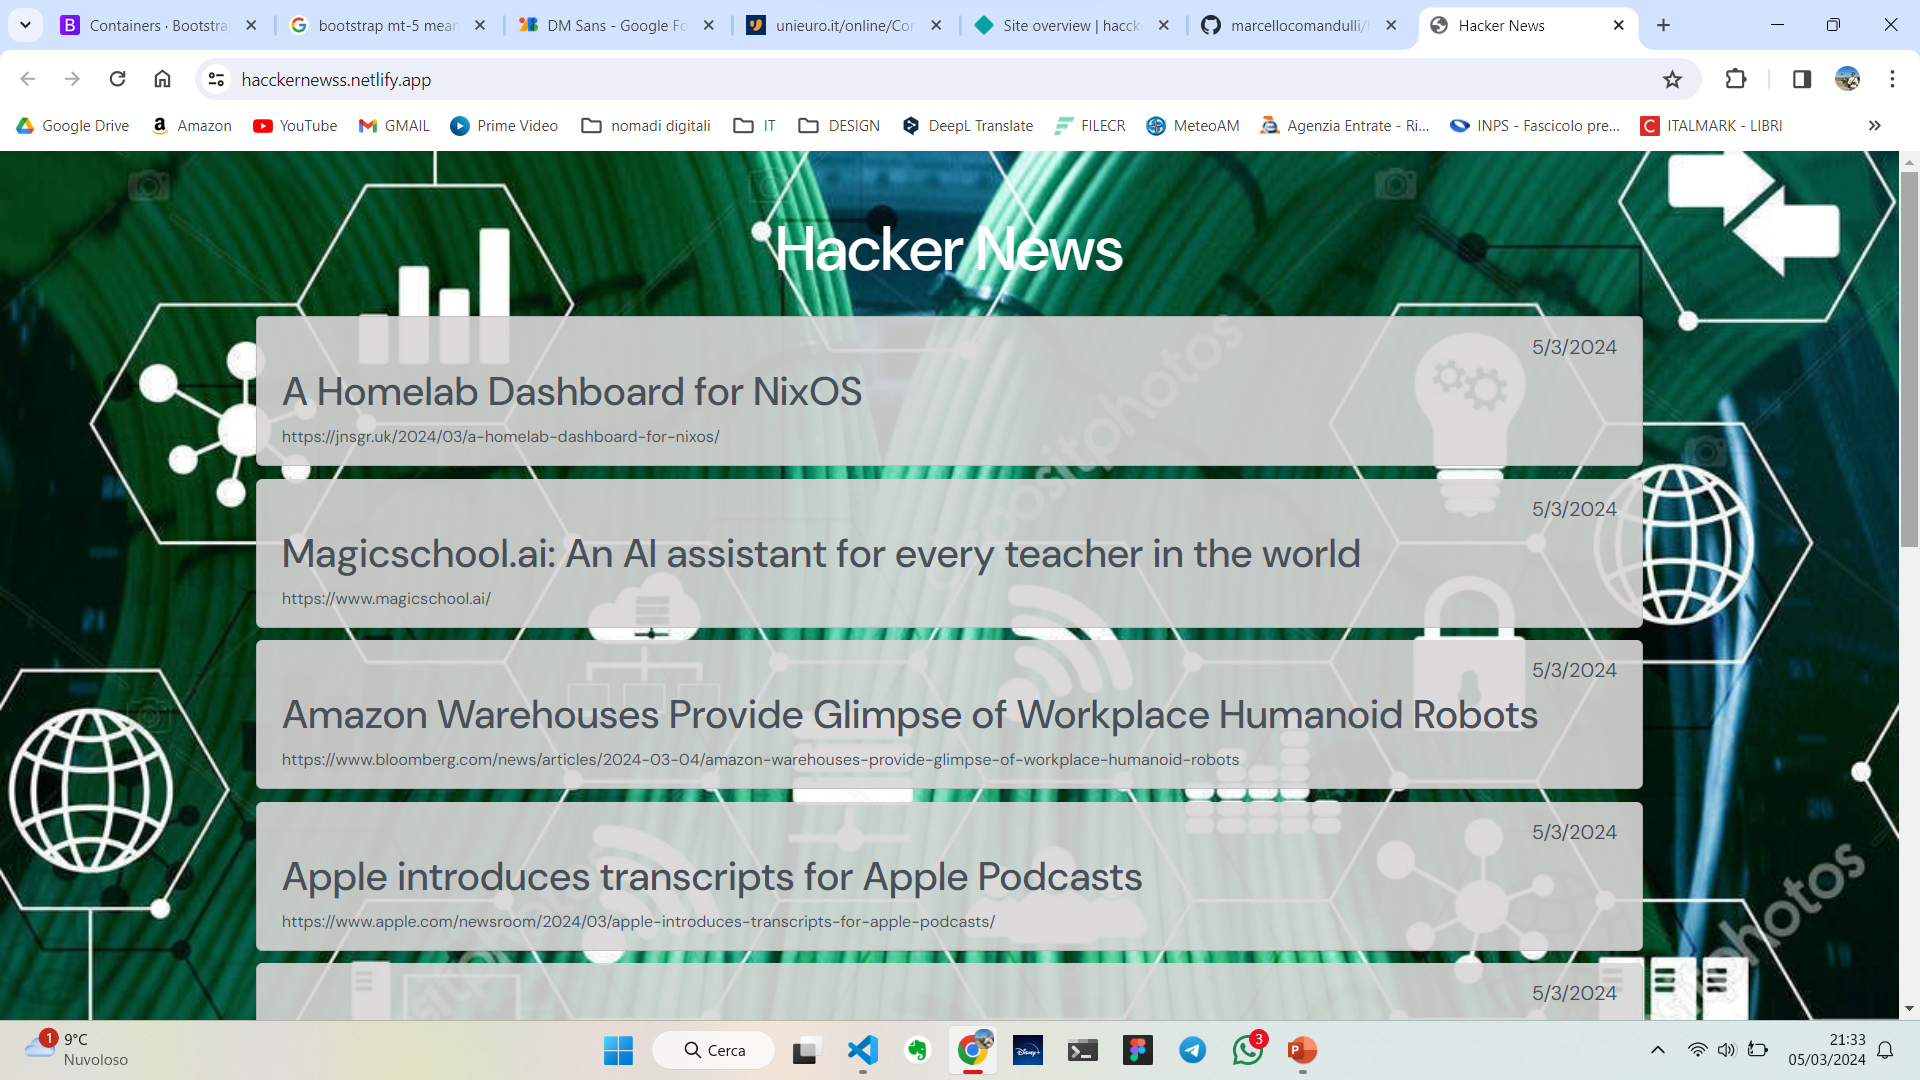 Containers · Bootstra
bootstrap mt-5 mean
DM Sans - Google Fo
unieuro.it/online/Cor
Site overview | haccke
marcellocomandulli/h
Hacker News
hacckernewss.netlify.app
Google Drive
Amazon
YouTube
GMAIL
Prime Video
nomadi digitali
IT
DESIGN
DeepL Translate
FILECR
MeteoAM
Agenzia Entrate - Ri...
INPS - Fascicolo pre...
ITALMARK - LIBRI
Hacker News
5/3/2024
A Homelab Dashboard for NixOS
https://jnsgr.uk/2024/03/a-homelab-dashboard-for-nixos/
5/3/2024
Magicschool.ai: An AI assistant for every teacher in the world
https://www.magicschool.ai/
5/3/2024
Amazon Warehouses Provide Glimpse of Workplace Humanoid Robots
https://www.bloomberg.com/news/articles/2024-03-04/amazon-warehouses-provide-glimpse-of-workplace-humanoid-robots
5/3/2024
Apple introduces transcripts for Apple Podcasts
https://www.apple.com/newsroom/2024/03/apple-introduces-transcripts-for-apple-podcasts/
5/3/2024
1
9°C
Nuvoloso
Cerca
Disney+
3
21:33
05/03/2024